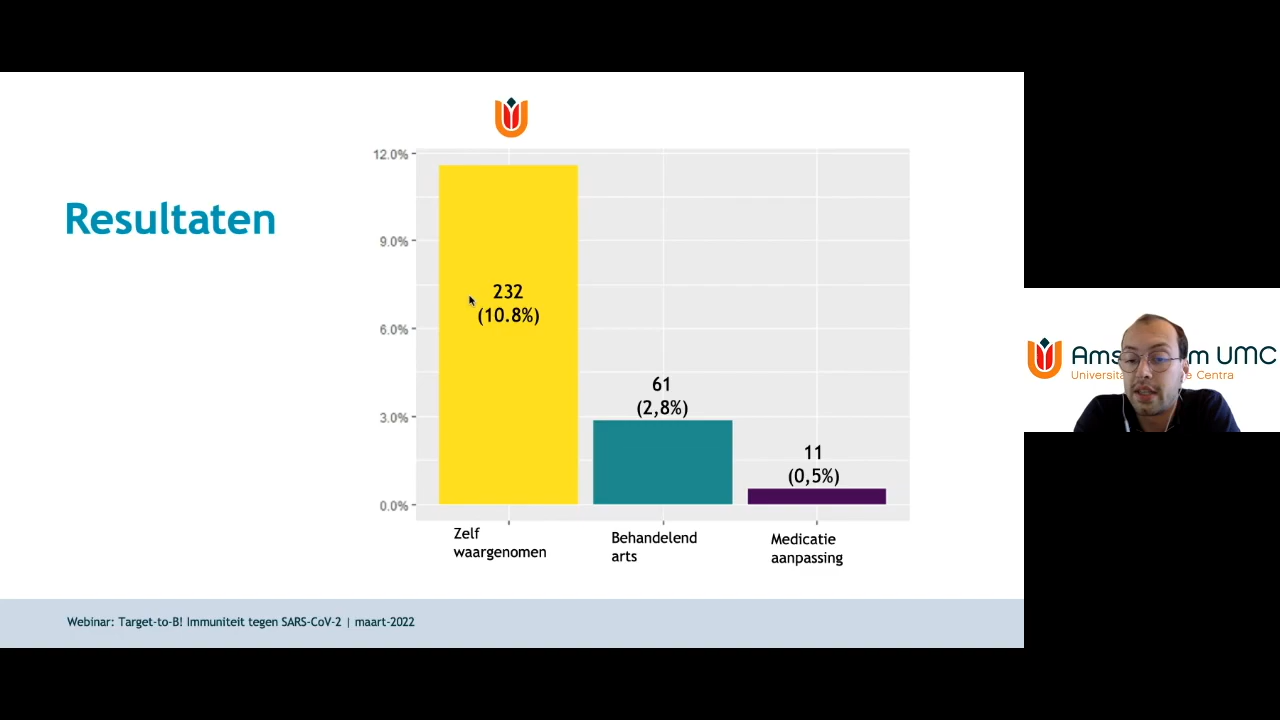 Resultaten
12.0%
9.0%
6.0%
3.0%
0.0%
232
(10.8%)
61
(2,8%)
11
(0,5%)
Zelf
waargenomen
Behandelend
arts
Medicatie
aanpassing
Webinar: Target-to-B! Immuniteit tegen SARS-CoV-2 | maart-2022
UMC
Centra